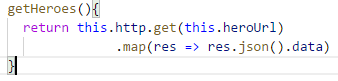 getHeroes(){
  return this.http.get(this.heroUrl)
                .map(res => res.json().data)
}